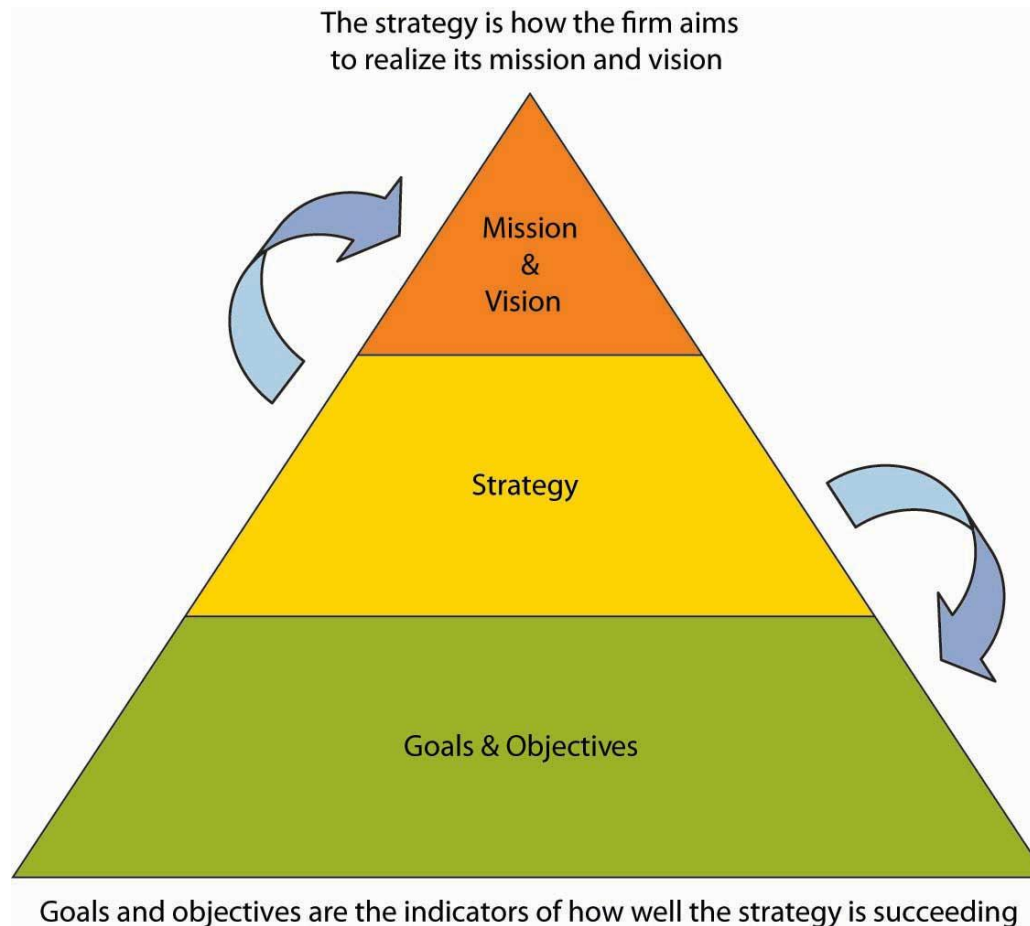 The strategy is how the firm aims
to realize its mission and vision
Mission
&
Vision
Strategy
Goals & Objectives
Goals and objectives are the indicators of how well the strategy is succeeding